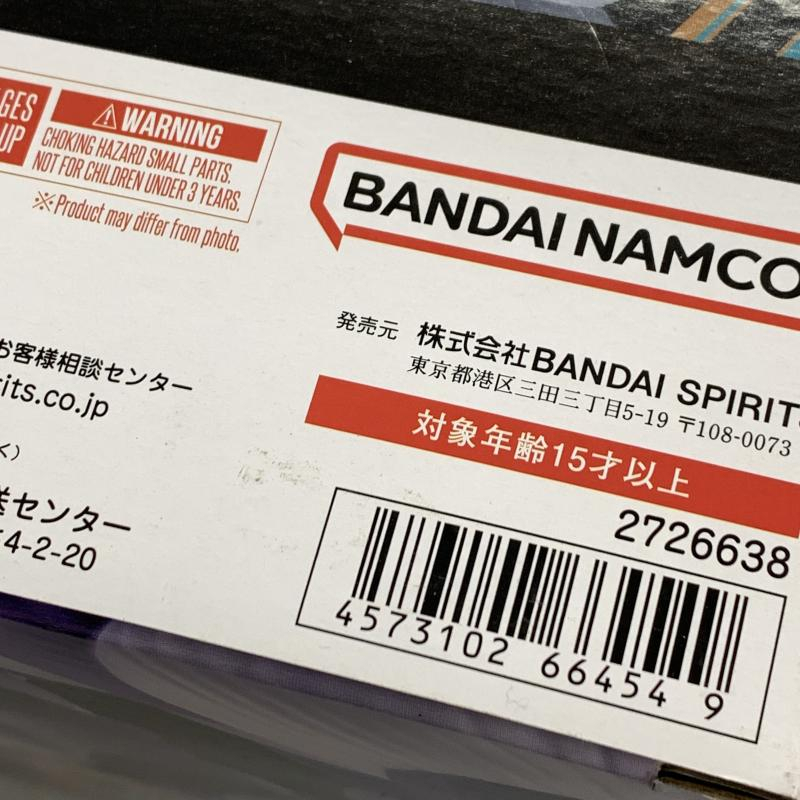 AGES
UP
⚠WARNING
CHOKING HAZARD SMALL PARTS.
NOT FOR CHILDREN UNDER 3 YEARS.
※Product may differ from photo.
BANDAI NAMCO
発売元 株式会社BANDAI SPIRITS
東京都港区三田三丁目5-19 〒108-0073
対象年齢15才以上
お客様相談センター
rits.co.jp
く）
送センター
4-2-20
2726638
4573102 66454 9